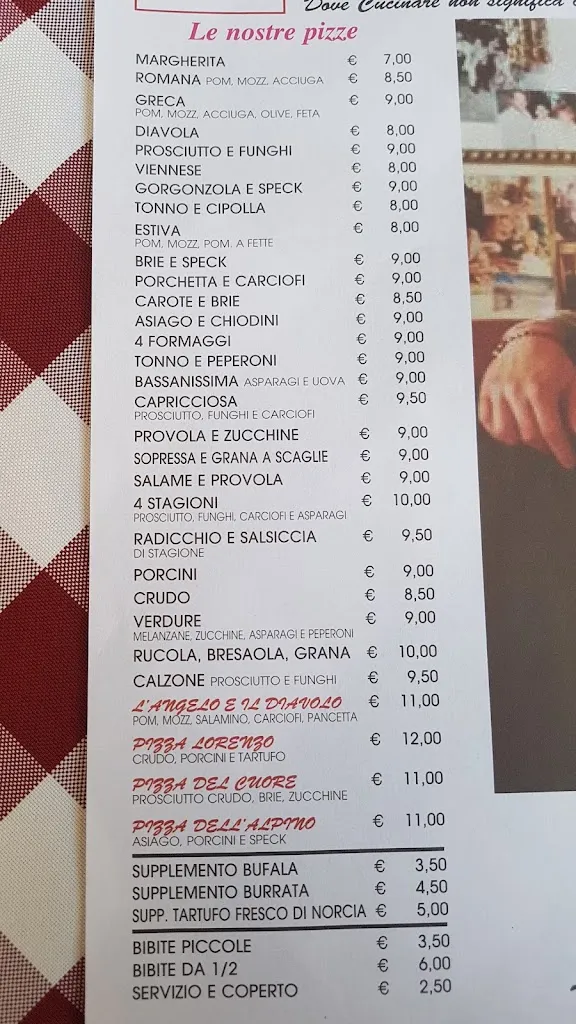 Dove Cucinare non significa
Le nostre pizze
MARGHERITA € 7,00
ROMANA POM, MOZZ, ACCIUGA € 8,50
GRECA € 9,00
POM, MOZZ, ACCIUGA, OLIVE, FETA
DIAVOLA € 8,00
PROSCIUTTO E FUNGHI € 9,00
VIENNESE € 8,00
GORGONZOLA E SPECK € 9,00
TONNO E CIPOLLA € 8,00
ESTIVA € 8,00
POM, MOZZ, POM. A FETTE
BRIE E SPECK € 9,00
PORCHETTA E CARCIOFI € 9,00
CAROTE E BRIE € 8,50
ASIAGO E CHIODINI € 9,00
4 FORMAGGI € 9,00
TONNO E PEPERONI € 9,00
BASSANISSIMA ASPARAGI E UOVA € 9,00
CAPRICCIOSA € 9,50
PROSCIUTTO, FUNGHI E CARCIOFI
PROVOLA E ZUCCHINE € 9,00
SOPRESSA E GRANA A SCAGLIE € 9,00
SALAME E PROVOLA € 9,00
4 STAGIONI € 10,00
PROSCIUTTO, FUNGHI, CARCIOFI E ASPARAGI
RADICCHIO E SALSICCIA € 9,50
DI STAGIONE
PORCINI € 9,00
CRUDO € 8,50
VERDURE € 9,00
MELANZANE, ZUCCHINE, ASPARAGI E PEPERONI
RUCOLA, BRESAOLA, GRANA € 10,00
CALZONE PROSCIUTTO E FUNGHI € 9,50
L'ANGELO E IL DIAVOLO € 11,00
POM, MOZZ, SALAMINO, CARCIOFI, PANCETTA
PIZZA LORENZO € 12,00
CRUDO, PORCINI E TARTUFO
PIZZA DEL CUORE € 11,00
PROSCIUTTO CRUDO, BRIE, ZUCCHINE
PIZZA DELL'ALPINO € 11,00
ASIAGO, PORCINI E SPECK
SUPPLEMENTO BUFALA € 3,50
SUPPLEMENTO BURRATA € 4,50
SUPP. TARTUFO FRESCO DI NORCIA € 5,00
BIBITE PICCOLE € 3,50
BIBITE DA 1/2 € 6,00
SERVIZIO E COPERTO € 2,50